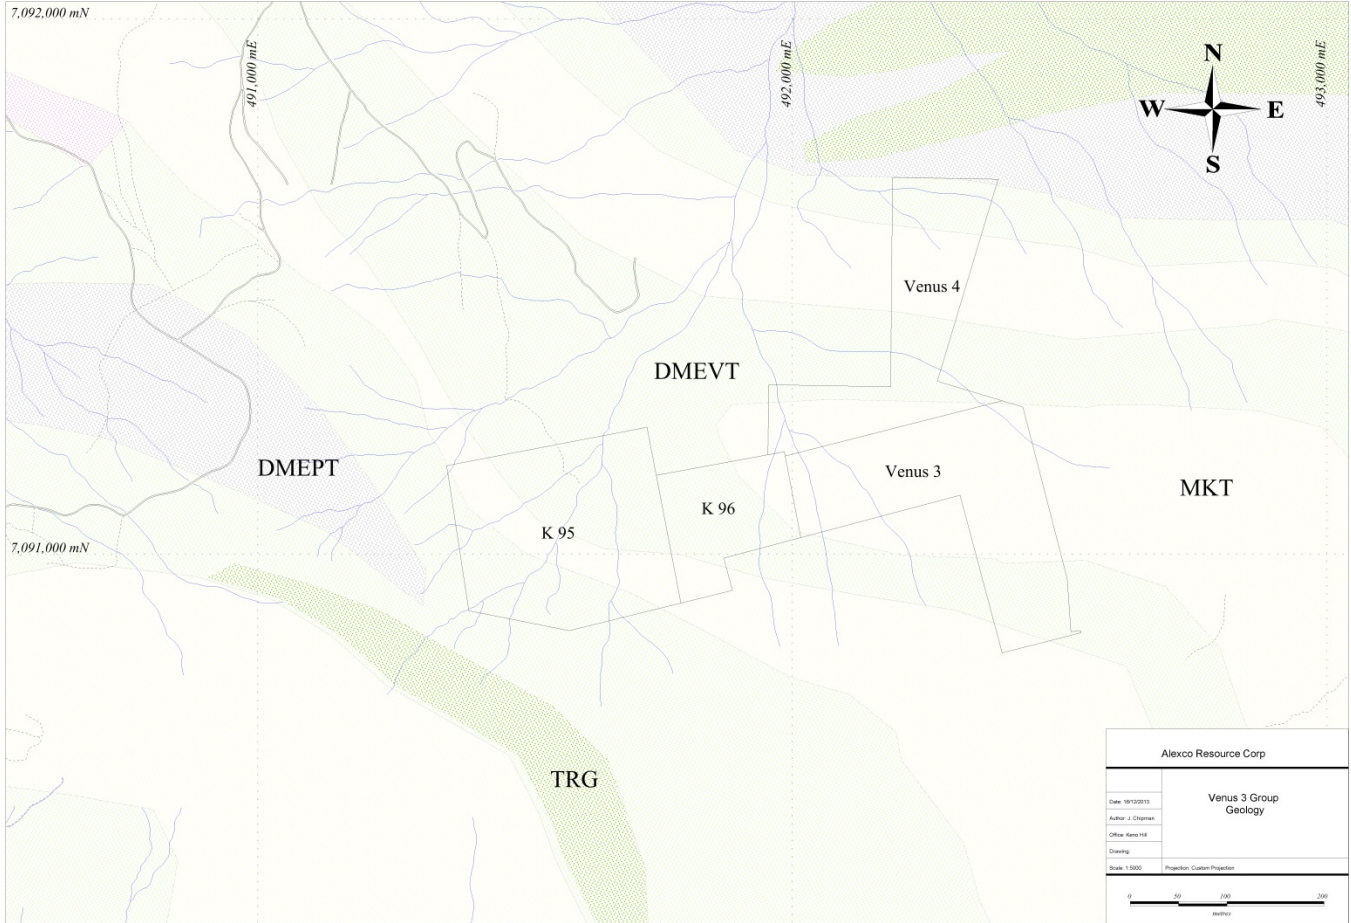 7,092,000 mN
491,000 mE
492,000 mE
493,000 mE
N
W E
S
Venus 4
DMEVT
DMEPT
Venus 3
MKT
K 96
K 95
7,091,000 mN
TRG
Alexco Resource Corp
Venus 3 Group
Geology
Date: 16/12/2013
Author: J. Chipman
Office: Keno Hill
Drawing:
Scale: 1:5000
Projection: Custom Projection
0 50 100 200
metres